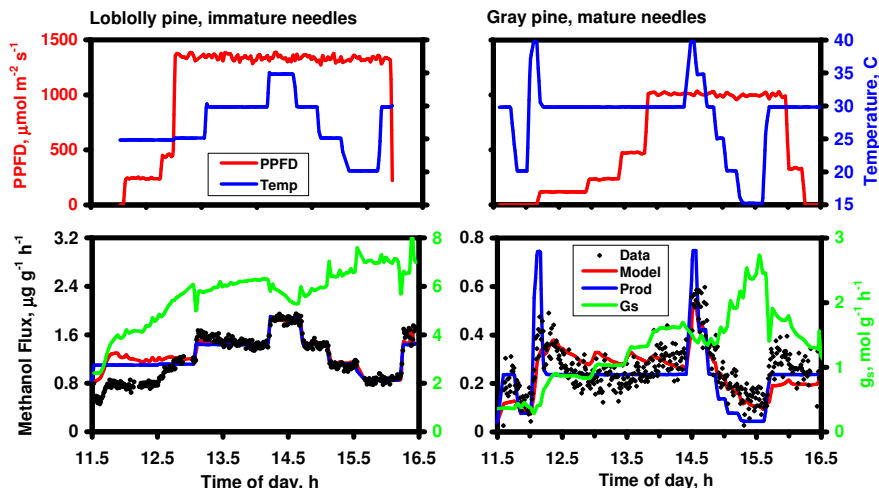 Loblolly pine, immature needles
Gray pine, mature needles
1500
1000
500
0
PPFD, μmol m-2 s-1
PPFD
Temp
40
35
30
25
20
15
Temperature, C
3.2
2.4
1.6
0.8
0
Methanol Flux, μg g-1 h-1
8
6
4
2
0
11.5 12.5 13.5 14.5 15.5 16.5
Time of day, h
0.8
0.6
0.4
0.2
0
Data
Model
Prod
Gs
3
2
1
0
gs, mol g-1 h-1
11.5 12.5 13.5 14.5 15.5 16.5
Time of day, h